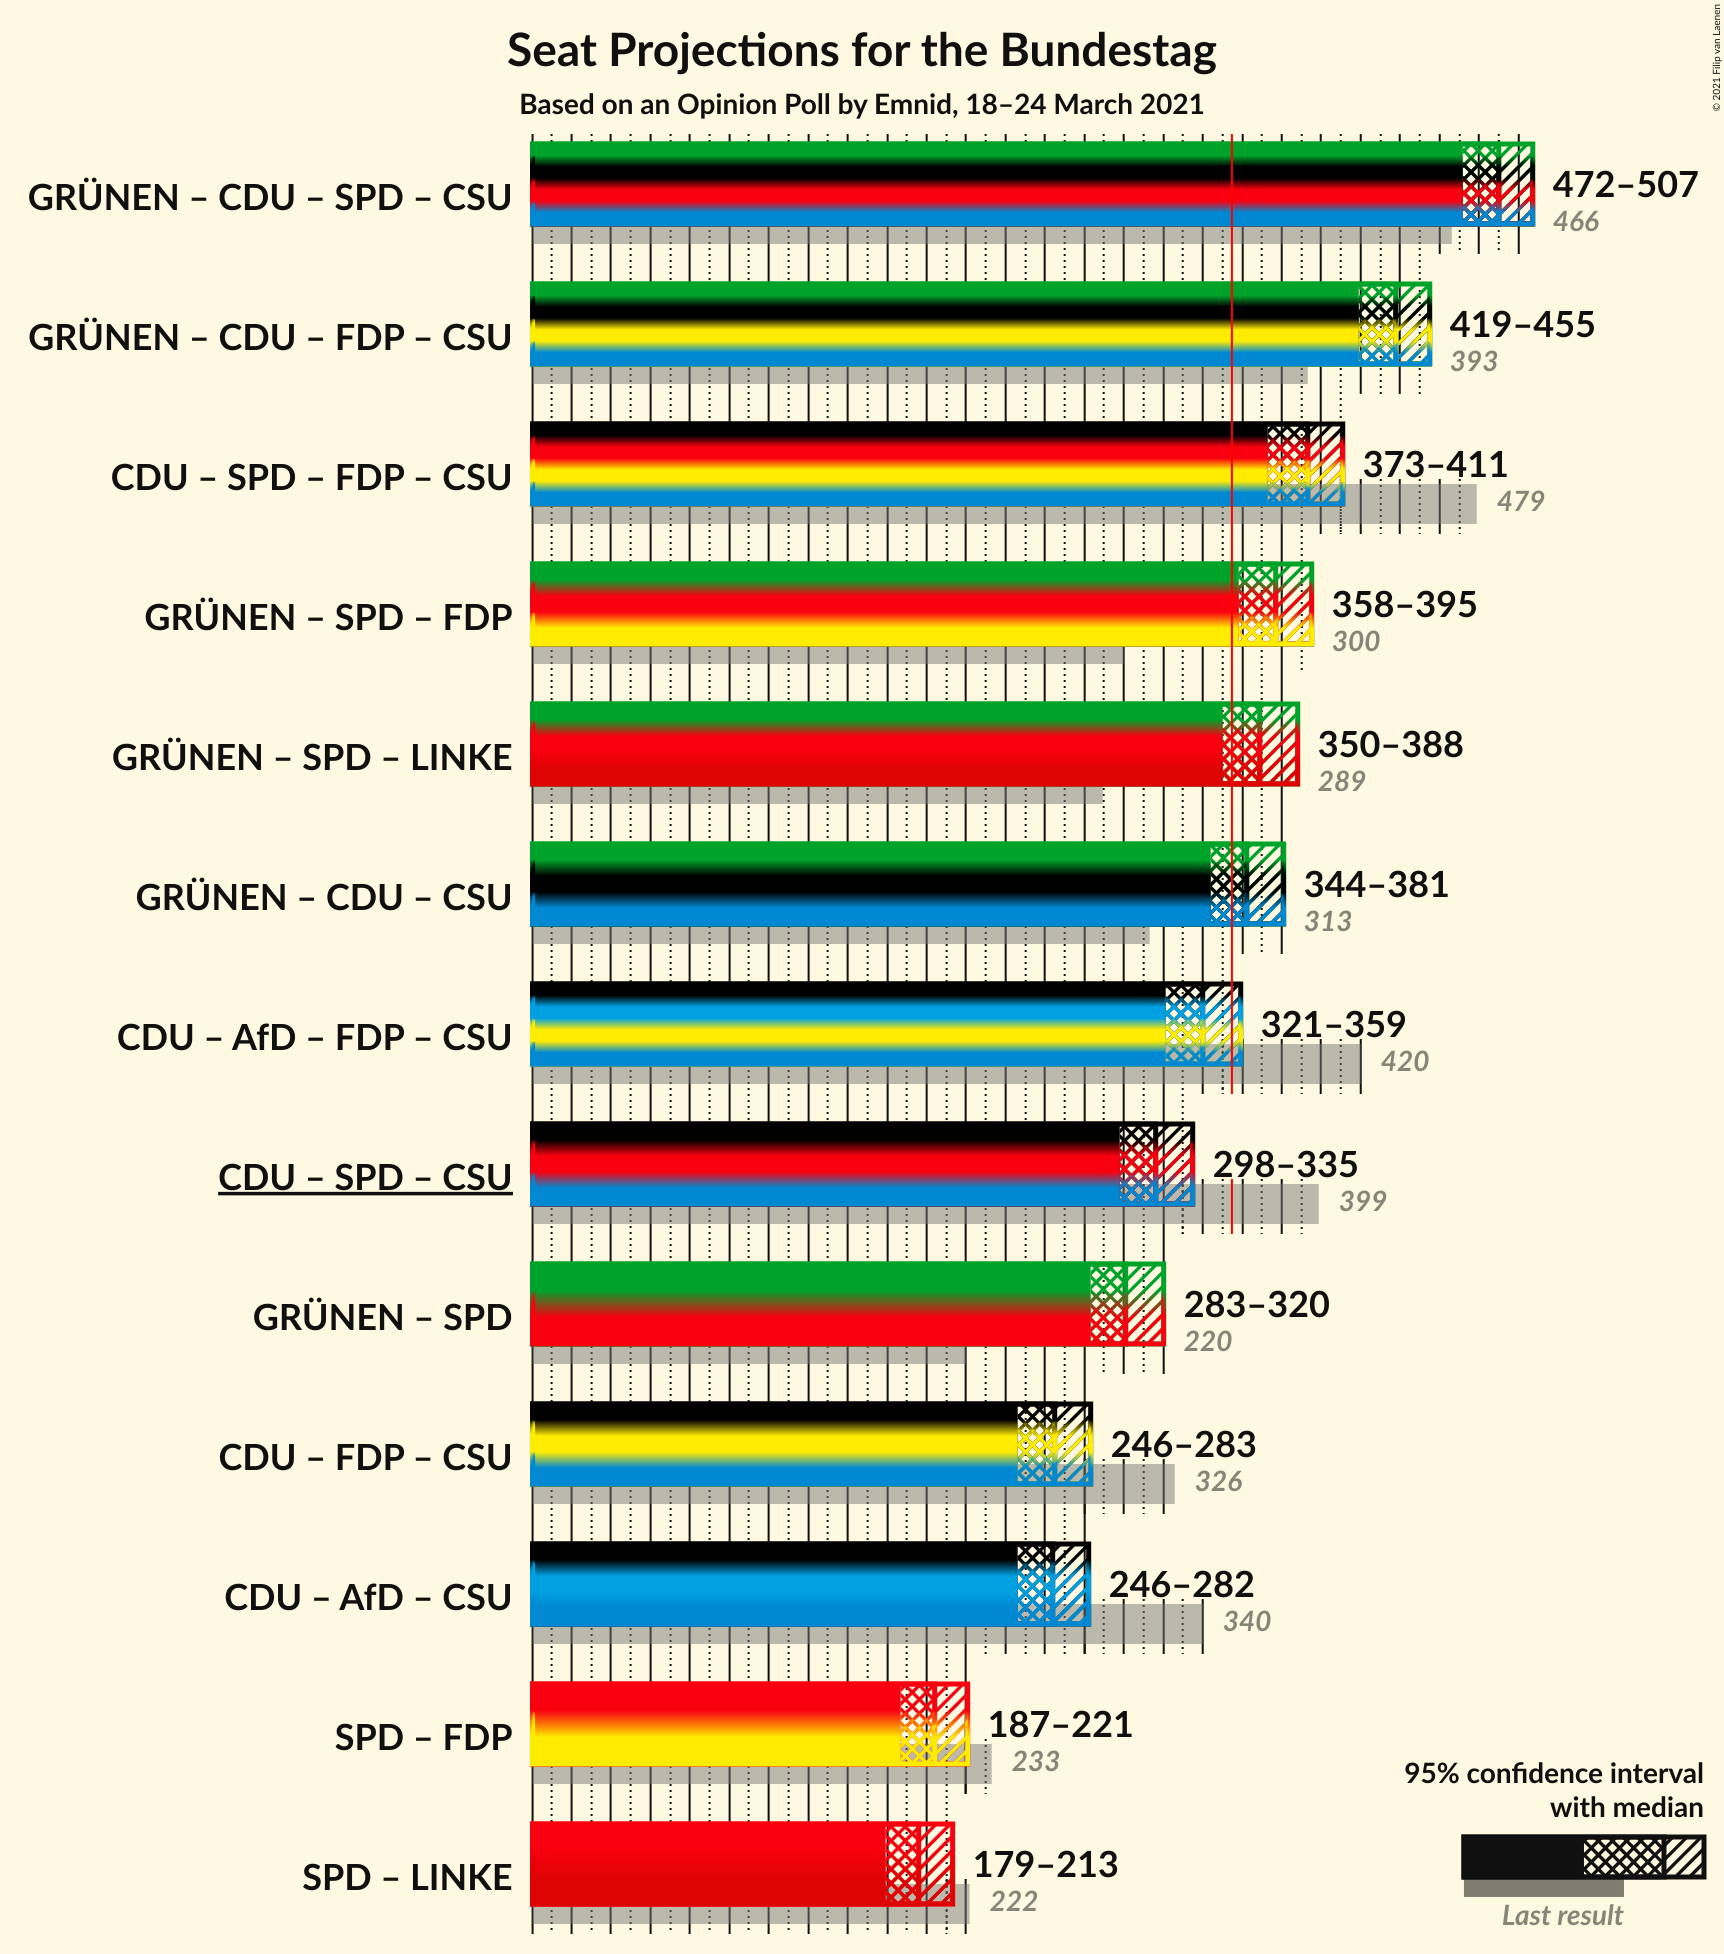 Seat Projections for the Bundestag
Based on an Opinion Poll by Emnid, 18–24 March 2021
© 2021 Filip van Laenen
GRÜNEN – CDU – SPD – CSU
472–507
466
GRÜNEN – CDU – FDP – CSU
419–455
393
CDU – SPD – FDP – CSU
373–411
479
GRÜNEN – SPD – FDP
358–395
300
GRÜNEN – SPD – LINKE
350–388
289
GRÜNEN – CDU – CSU
344–381
313
CDU – AfD – FDP – CSU
321–359
420
CDU – SPD – CSU
298–335
399
GRÜNEN – SPD
283–320
220
CDU – FDP – CSU
246–283
326
CDU – AfD – CSU
246–282
340
SPD – FDP
187–221
233
SPD – LINKE
179–213
222
95% confidence interval
with median
Last result